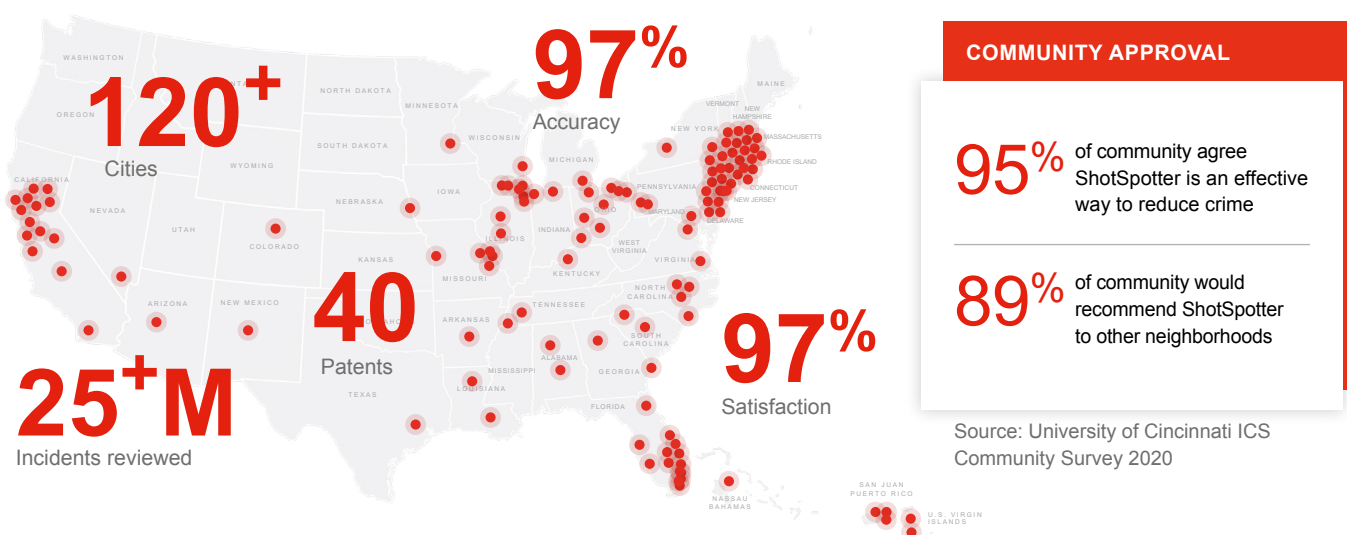 120+
Cities
97%
Accuracy
40
Patents
25+M
Incidents reviewed
97%
Satisfaction
WASHINGTON
OREGON
CALIFORNIA
NEVADA
UTAH
ARIZONA
WYOMING
COLORADO
NEW MEXICO
NORTH DAKOTA
SOUTH DAKOTA
NEBRASKA
KANSAS
TEXAS
MINNESOTA
IOWA
MISSOURI
ARKANSAS
LOUISIANA
WISCONSIN
ILLINOIS
MICHIGAN
INDIANA
OHIO
KENTUCKY
TENNESSEE
MISSISSIPPI
ALABAMA
GEORGIA
FLORIDA
SOUTH
CAROLINA
NORTH
CAROLINA
VIRGINIA
WEST
VIRGINIA
MARYLAND
DELAWARE
PENNSYLVANIA
NEW JERSEY
NEW YORK
CONNECTICUT
RHODE ISLAND
MASSACHUSETTS
VERMONT
NEW
HAMPSHIRE
MAINE
NASSAU
BAHAMAS
SAN JUAN
PUERTO RICO
U.S. VIRGIN
ISLANDS
COMMUNITY APPROVAL
95% of community agree
ShotSpotter is an effective
way to reduce crime
89% of community would
recommend ShotSpotter
to other neighborhoods
Source: University of Cincinnati ICS
Community Survey 2020